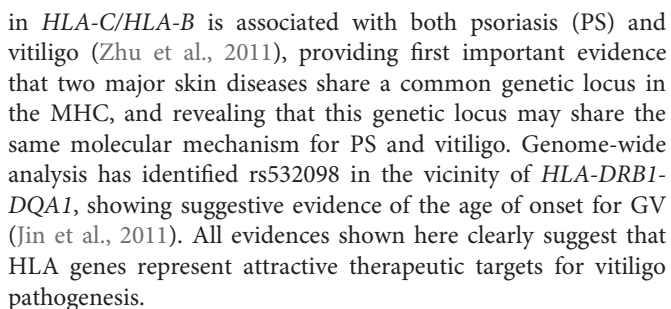 in HLA-C/HLA-B is associated with both psoriasis (PS) and
vitiligo (Zhu et al., 2011), providing first important evidence
that two major skin diseases share a common genetic locus in
the MHC, and revealing that this genetic locus may share the
same molecular mechanism for PS and vitiligo. Genome-wide
analysis has identified rs532098 in the vicinity of HLA-DRB1-
DQA1, showing suggestive evidence of the age of onset for GV
(Jin et al., 2011). All evidences shown here clearly suggest that
HLA genes represent attractive therapeutic targets for vitiligo
pathogenesis.